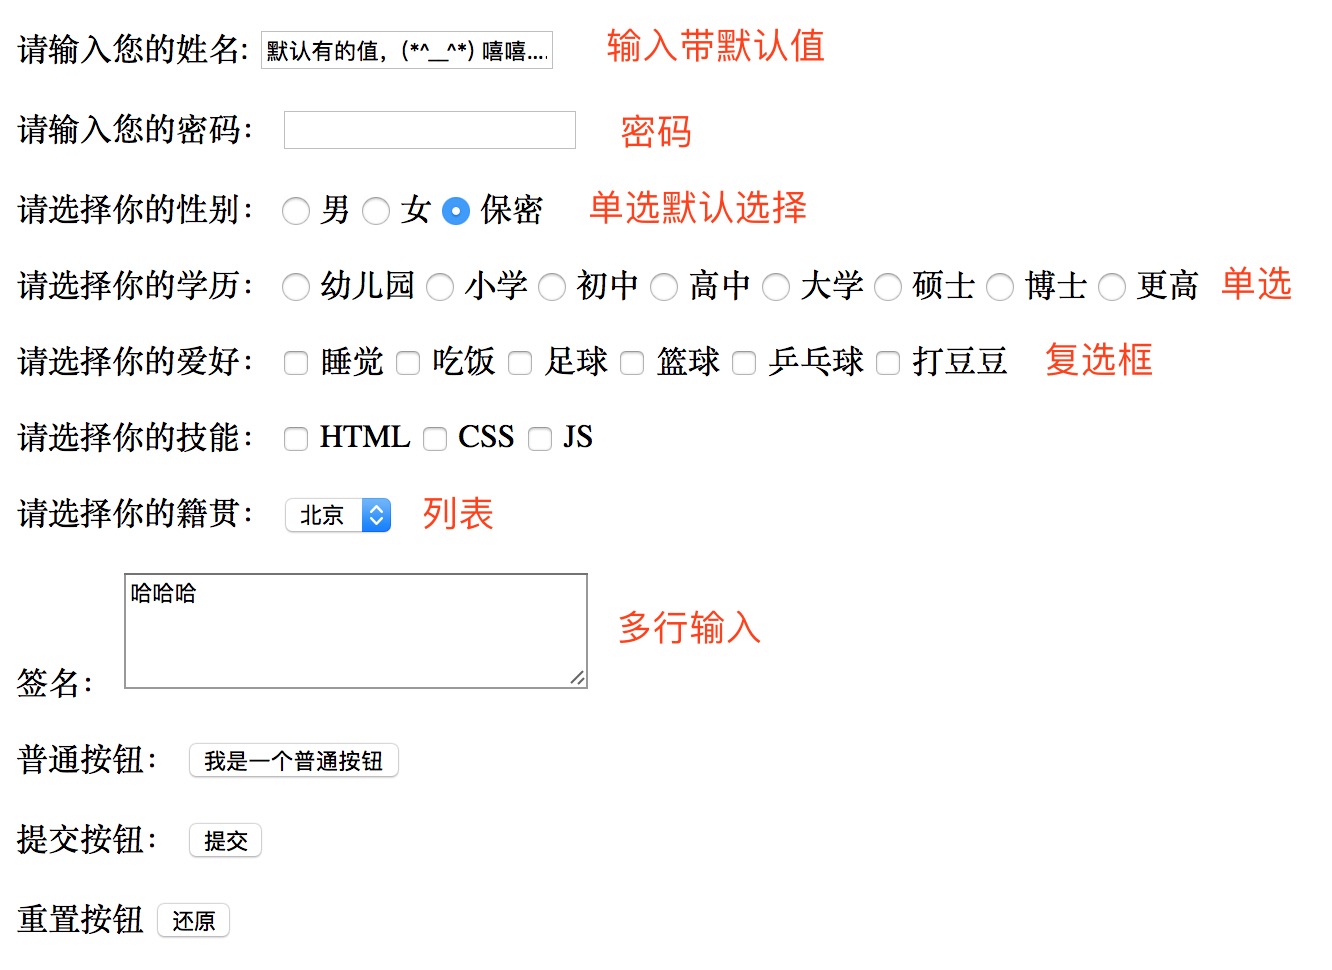 请输入您的姓名: 默认有的值，(*^__^*) 嘻嘻…. 输入带默认值
请输入您的密码： 密码
请选择你的性别： 男 女 保密 单选默认选择
请选择你的学历： 幼儿园 小学 初中 高中 大学 硕士 博士 更高 单选
请选择你的爱好： 睡觉 吃饭 足球 篮球 乒乓球 打豆豆 复选框
请选择你的技能： HTML CSS JS
请选择你的籍贯： 北京 列表
哈哈哈
多行输入
签名：
普通按钮： 我是一个普通按钮
提交按钮： 提交
重置按钮 还原